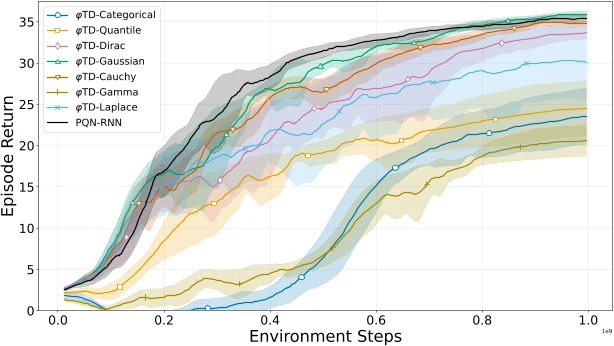 35
30
25
20
15
10
5
0
Episode Return
φTD-Categorical
φTD-Quantile
φTD-Dirac
φTD-Gaussian
φTD-Cauchy
φTD-Gamma
φTD-Laplace
PQN-RNN
0.0 0.2 0.4 0.6 0.8 1.0
1e9
Environment Steps